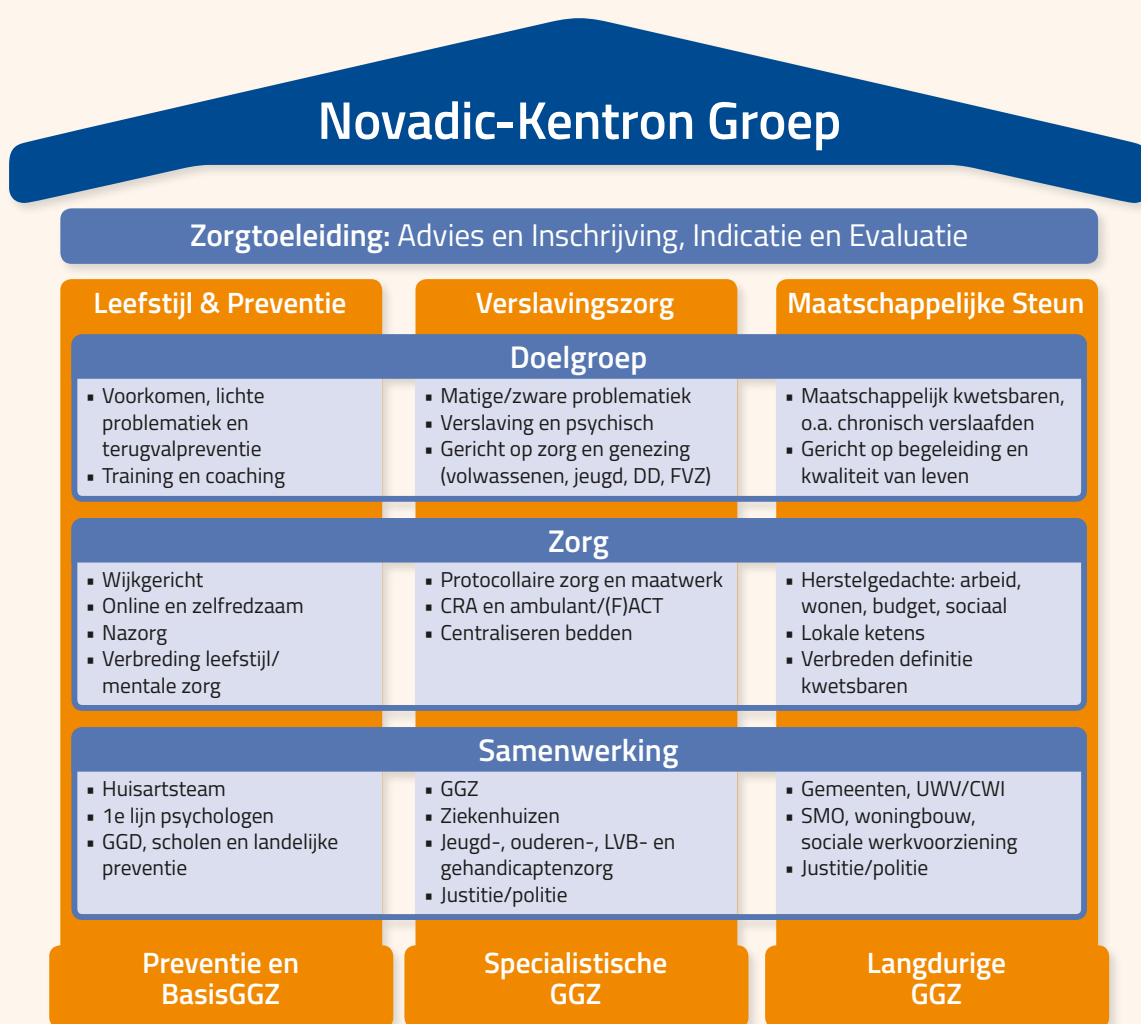 Novadic-Kentron Groep
Zorgtoeleiding: Advies en Inschrijving, Indicatie en Evaluatie
Leefstijl & Preventie
Verslavingszorg
Maatschappelijke Steun
Doelgroep
▪ Voorkomen, lichte
problematiek en
terugvalpreventie
▪ Training en coaching
▪ Matige/zware problematiek
▪ Verslaving en psychisch
▪ Gericht op zorg en genezing
(volwassenen, jeugd, DD, FVZ)
▪ Maatschappelijk kwetsbaren,
o.a. chronisch verslaafden
▪ Gericht op begeleiding en
kwaliteit van leven
Zorg
▪ Wijkgericht
▪ Online en zelfredzaam
▪ Nazorg
▪ Verbreding leefstijl/
mentale zorg
▪ Protocollaire zorg en maatwerk
▪ CRA en ambulant/(F)ACT
▪ Centraliseren bedden
▪ Herstelgedachte: arbeid,
wonen, budget, sociaal
▪ Lokale ketens
▪ Verbreden definitie
kwetsbaren
Samenwerking
▪ Huisartsteam
▪ 1e lijn psychologen
▪ GGD, scholen en landelijke
preventie
▪ GGZ
▪ Ziekenhuizen
▪ Jeugd-, ouderen-, LVB- en
gehandicaptenzorg
▪ Justitie/politie
▪ Gemeenten, UWV/CWI
▪ SMO, woningbouw,
sociale werkvoorziening
▪ Justitie/politie
Preventie en
BasisGGZ
Specialistische
GGZ
Langdurige
GGZ